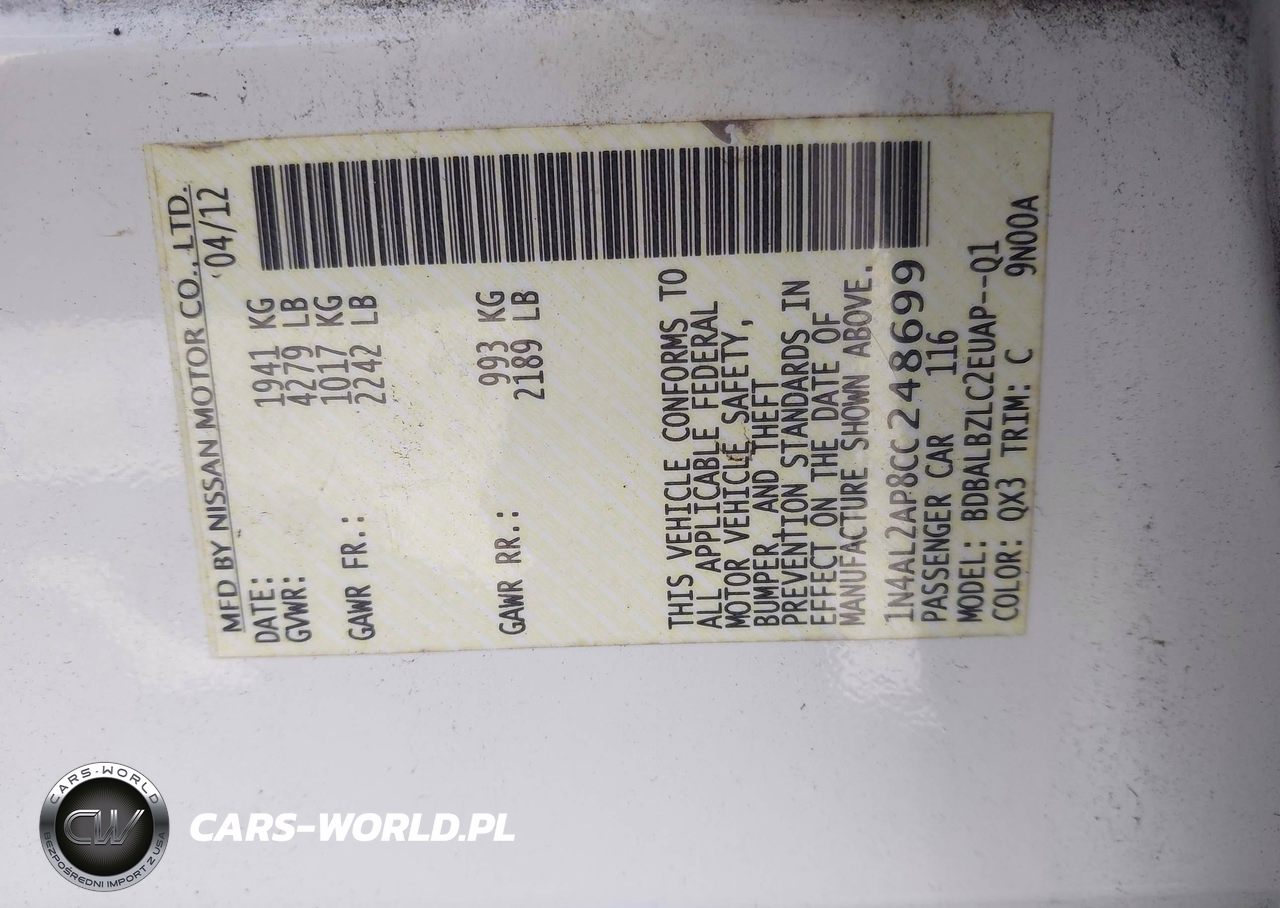 MFD BY NISSAN MOTOR CO., LTD.
DATE: 04/12
GVWR: 1941 KG
4279 LB
GAWR FR.: 1017 KG
2242 LB
GAWR RR.: 993 KG
2189 LB
THIS VEHICLE CONFORMS TO
ALL APPLICABLE FEDERAL
MOTOR VEHICLE SAFETY,
BUMPER, AND THEFT
PREVENTION STANDARDS IN
EFFECT ON THE DATE OF
MANUFACTURE SHOWN ABOVE.
1N4AL2AP8CC248699
PASSENGER CAR 116
MODEL: BDBALBZLC2EUAP--Q1
COLOR: QX3 TRIM: C 9N00A
CARS-WORLD
CW
BEZPOŚREDNI IMPORT Z USA
CARS-WORLD.PL